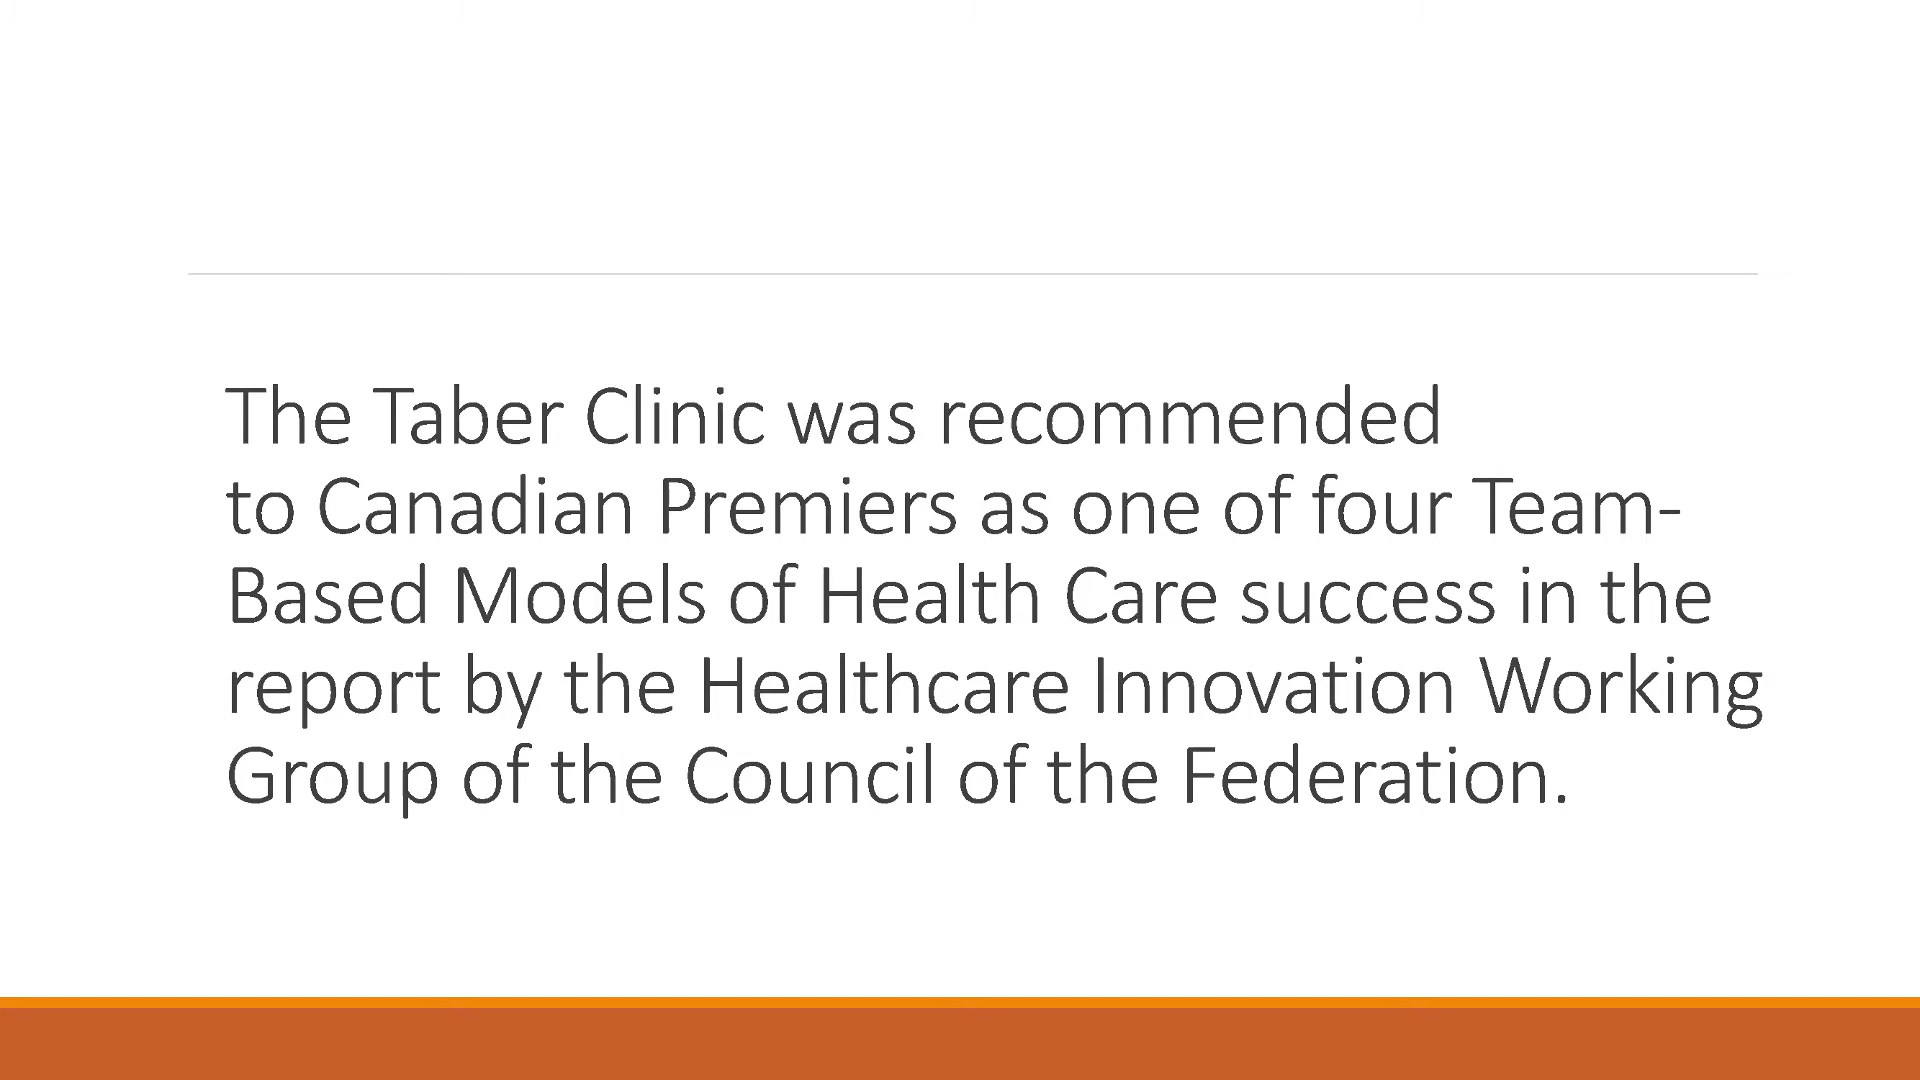 The Taber Clinic was recommended
to Canadian Premiers as one of four Team-
Based Models of Health Care success in the
report by the Healthcare Innovation Working
Group of the Council of the Federation.